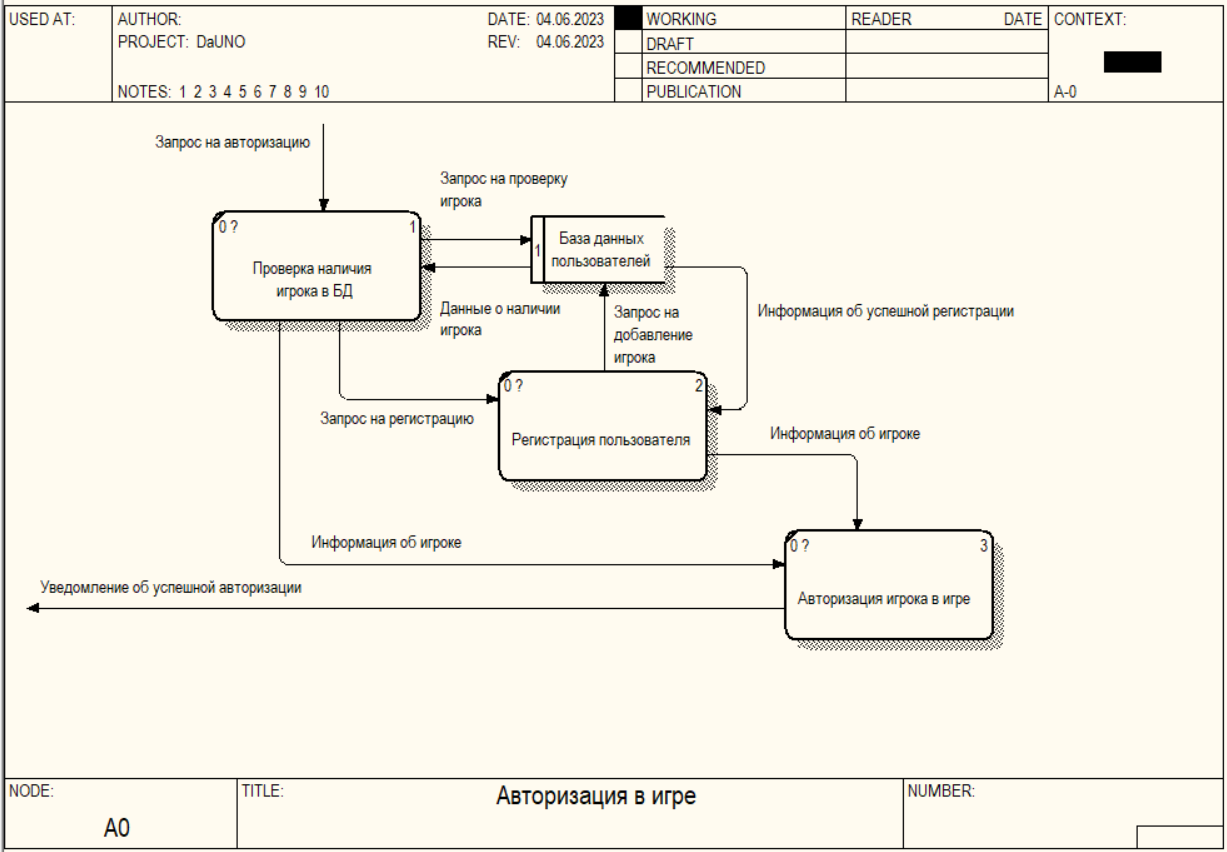 USED AT:
AUTHOR:
DATE: 04.06.2023
PROJECT: DaUNO
REV: 04.06.2023
NOTES: 1 2 3 4 5 6 7 8 9 10
WORKING
DRAFT
RECOMMENDED
PUBLICATION
READER
DATE
CONTEXT:
A-0
Запрос на авторизацию
Запрос на проверку
игрока
0 ?
1
Проверка наличия
игрока в БД
1
База данных
пользователей
Данные о наличии
игрока
Запрос на
добавление
игрока
Информация об успешной регистрации
0 ?
2
Регистрация пользователя
Запрос на регистрацию
Информация об игроке
Информация об игроке
0 ?
3
Авторизация игрока в игре
Уведомление об успешной авторизации
NODE:
A0
TITLE:
Авторизация в игре
NUMBER: